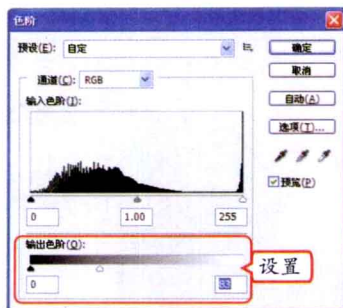 色阶
预设(E): 自定
确定
取消
通道(C): RGB
自动(A)
输入色阶(I):
选项(T)...
预览(P)
0 1.00 255
输出色阶(O):
设置
0 83